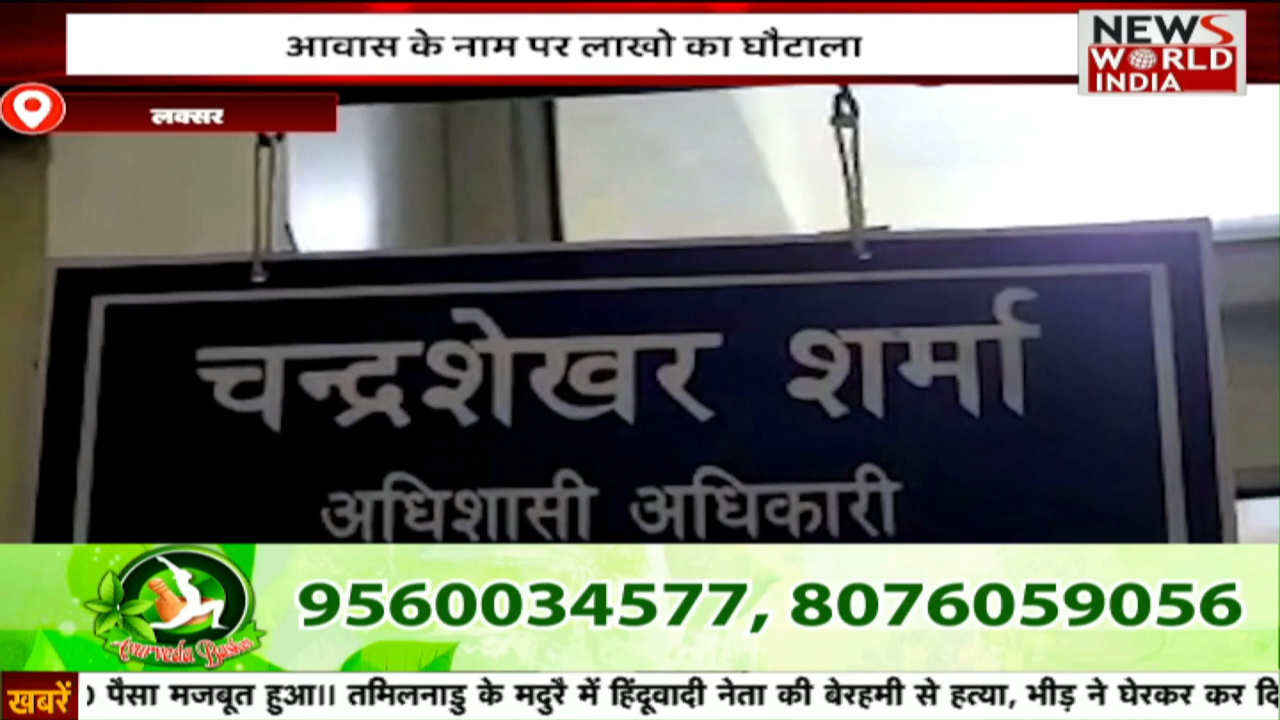 आवास के नाम पर लाखो का घौटाला
NEWS
WORLD
INDIA
लक्सर
चन्द्रशेखर शर्मा
अधिशासी अधिकारी
9560034577, 8076059056
Ayurveda
खबरें
पैसा मजबूत हुआ।। तमिलनाडु के मदुरै में हिंदूवादी नेता की बेरहमी से हत्या, भीड़ ने घेरकर कर